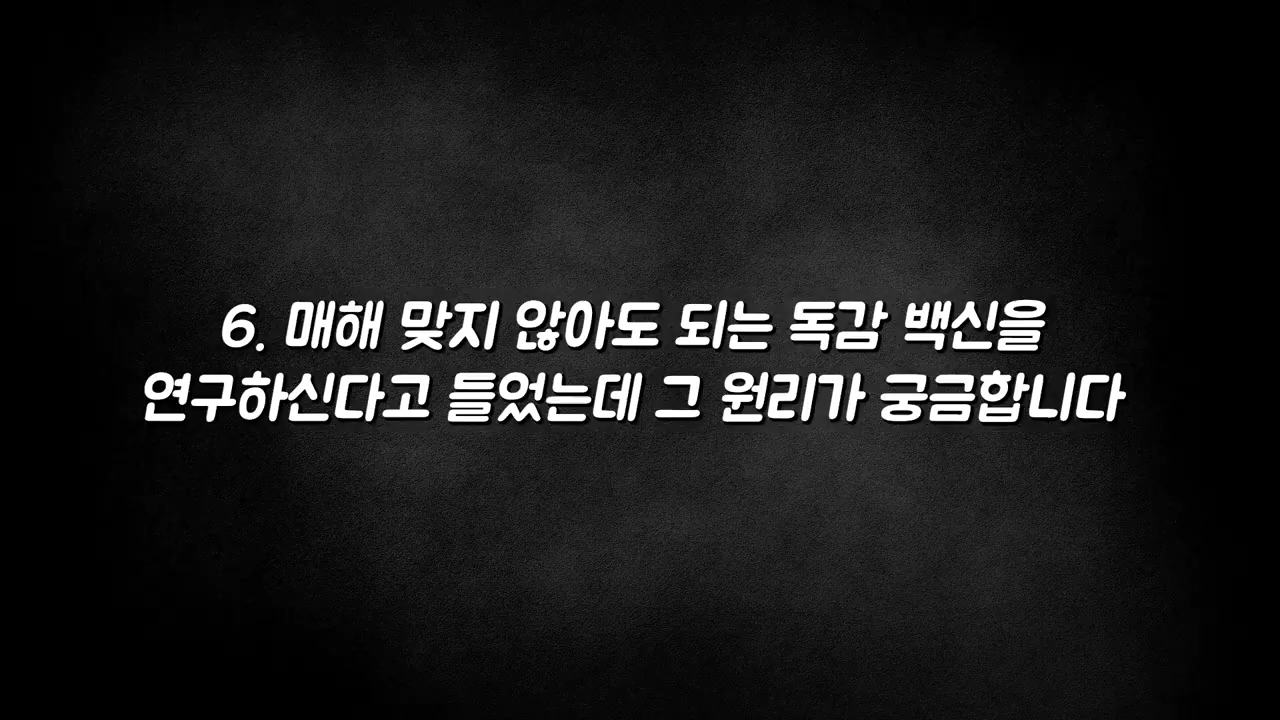 6. 매해 맞지 않아도 되는 독감 백신을
연구하신다고 들었는데 그 원리가 궁금합니다